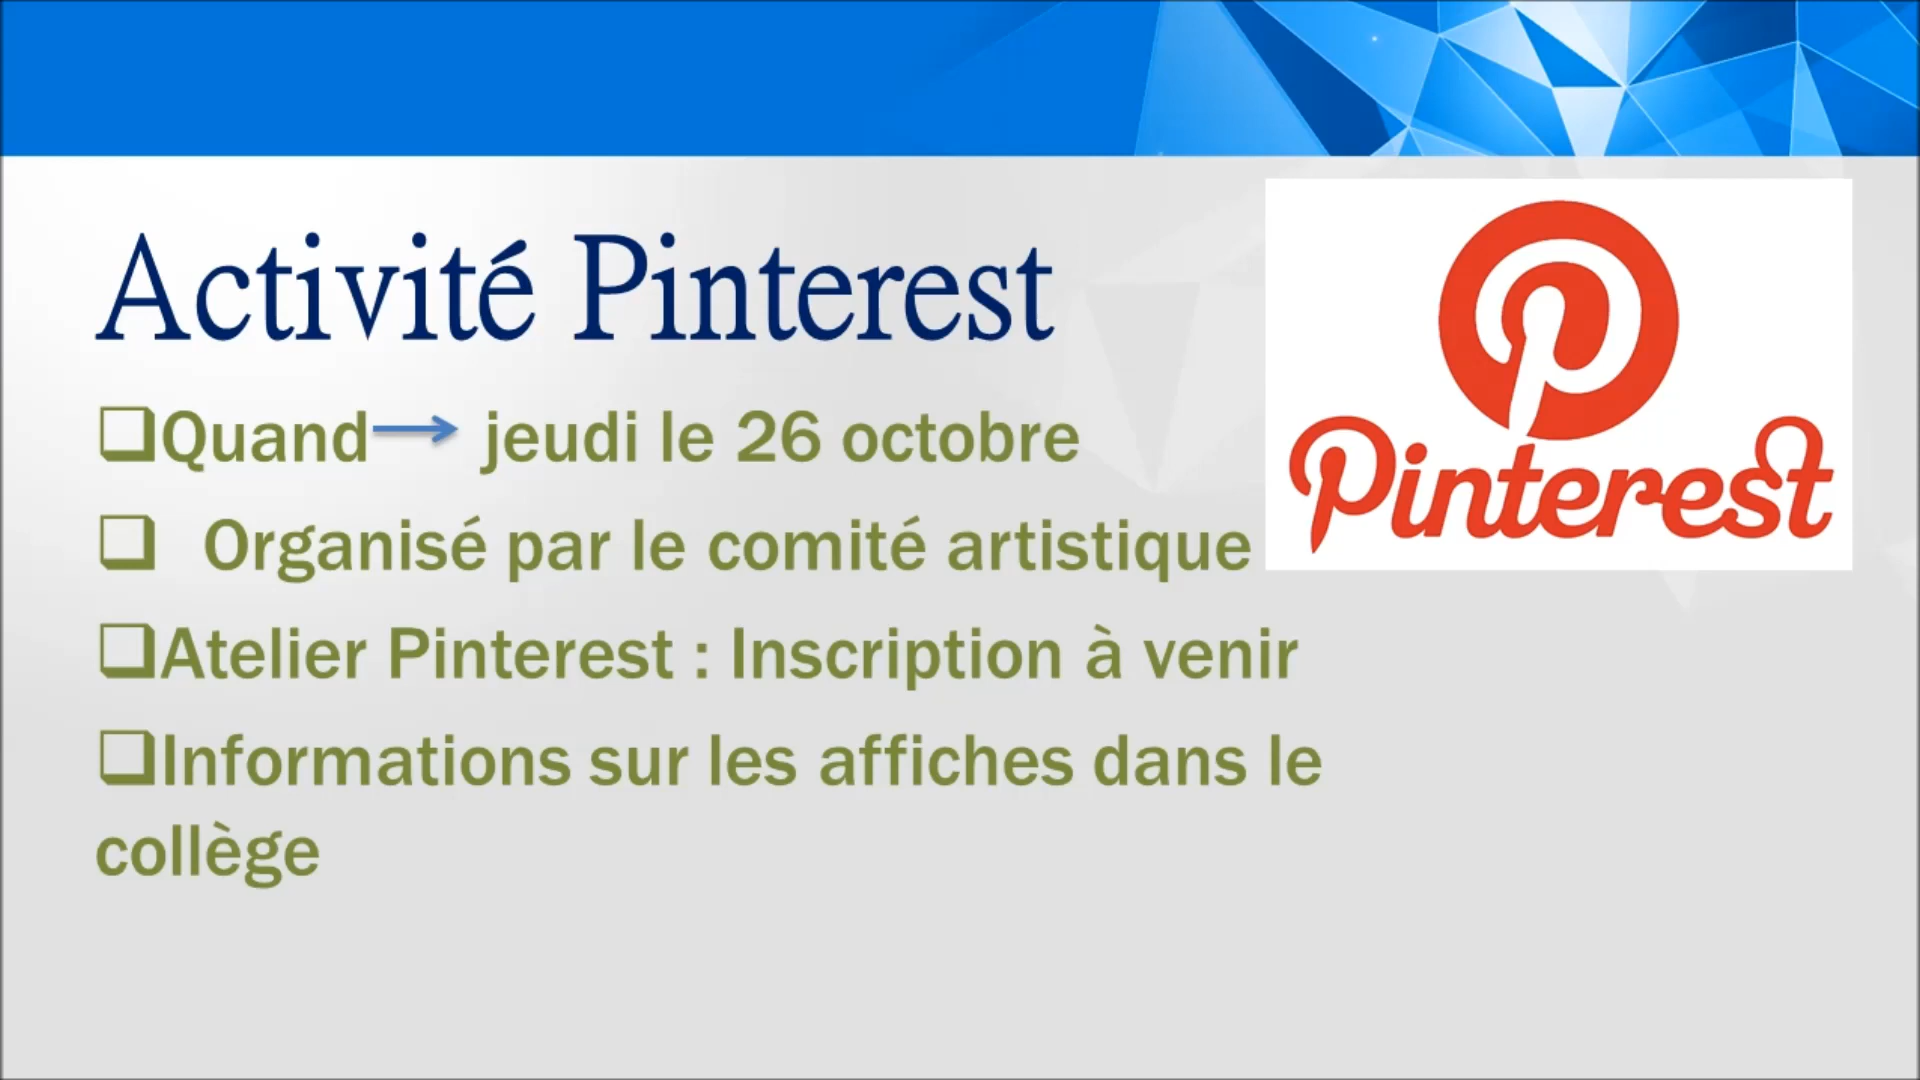 Activité Pinterest
Quand → jeudi le 26 octobre
Organisé par le comité artistique
Atelier Pinterest : Inscription à venir
Informations sur les affiches dans le
collège
Pinterest